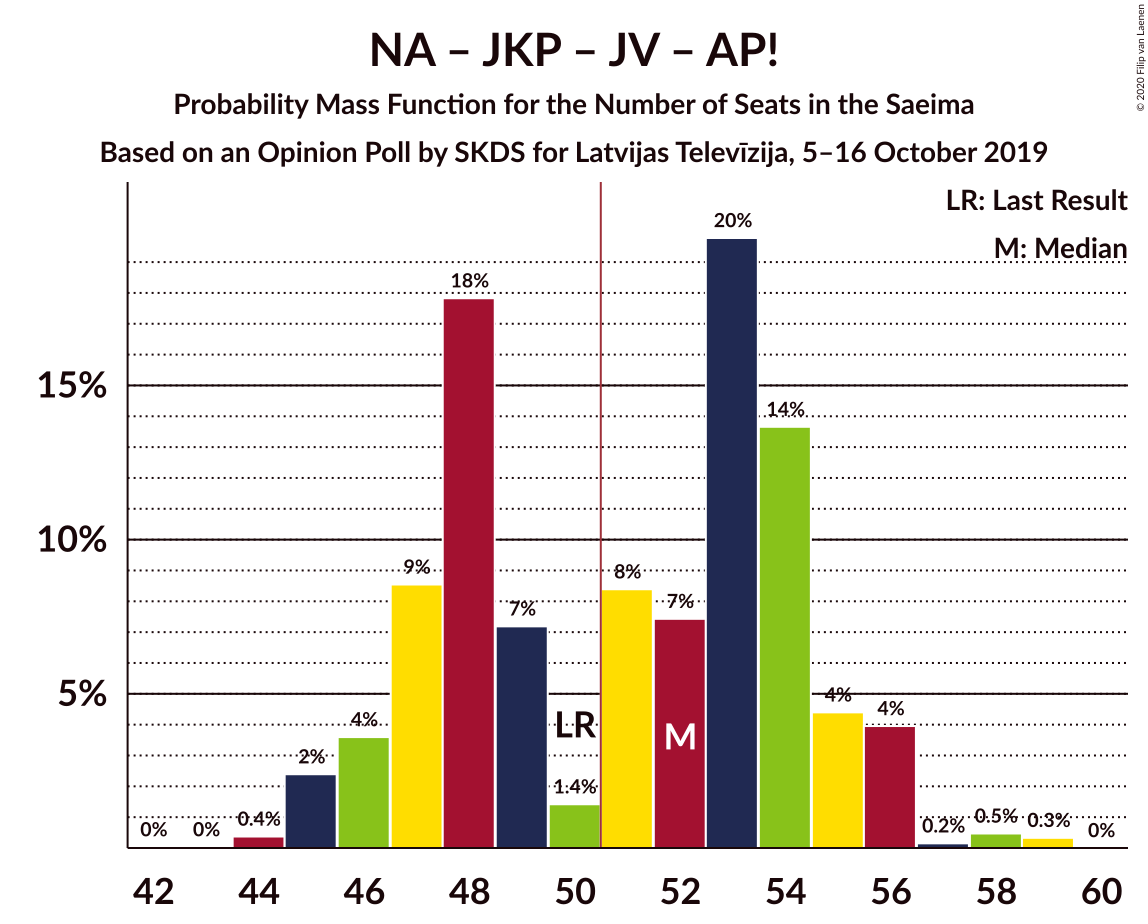 NA – JKP – JV – AP!
Probability Mass Function for the Number of Seats in the Saeima
Based on an Opinion Poll by SKDS for Latvijas Televīzija, 5–16 October 2019
© 2020 Filip van Laenen
LR: Last Result
M: Median
20%
18%
15%
14%
10%
9%
8%
7%
7%
5%
4%
4%
4%
LR
M
2%
1.4%
0%
0%
0.4%
0.2%
0.5%
0.3%
0%
42 44 46 48 50 52 54 56 58 60